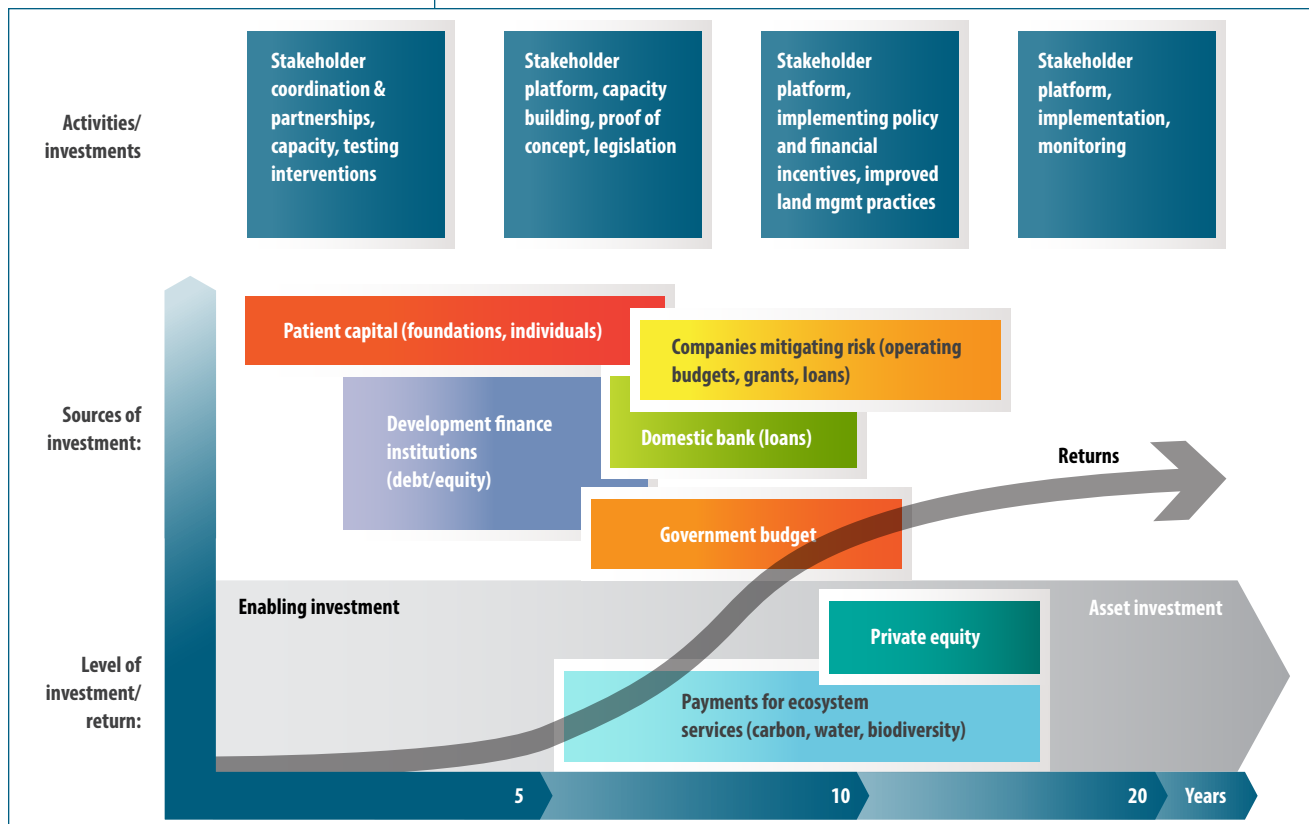 Activities/
investments
Stakeholder
coordination &
partnerships,
capacity, testing
interventions
Stakeholder
platform, capacity
building, proof of
concept, legislation
Stakeholder
platform,
implementing policy
and financial
incentives, improved
land mgmt practices
Stakeholder
platform,
implementation,
monitoring
Sources of
investment:
Patient capital (foundations, individuals)
Companies mitigating risk (operating
budgets, grants, loans)
Development finance
institutions
(debt/equity)
Domestic bank (loans)
Returns
Government budget
Level of
investment/
return:
Enabling investment
Asset investment
Private equity
Payments for ecosystem
services (carbon, water, biodiversity)
5
10
20
Years